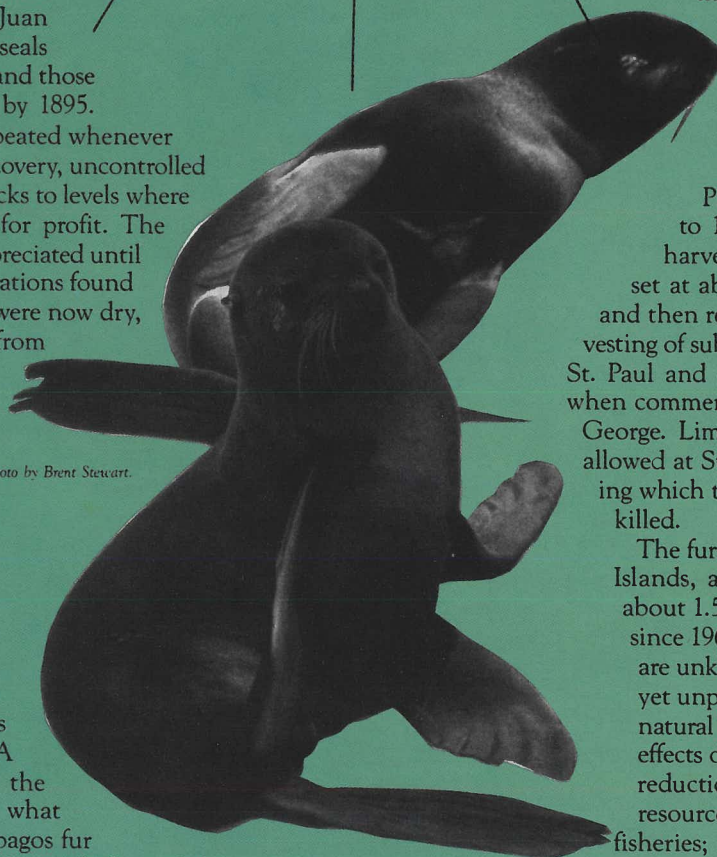 Juan
seals
and those
by 1895.
peated whenever
overy, uncontrolled
cks to levels where
for profit. The
preciated until
ations found
were now dry,
from
oto by Brent Stewart.
s
A
the
what
pagos fur
P
to
harve
set at ab
and then re
vesting of sub
St. Paul and
when commer
George. Lim
allowed at S
ing which t
killed.
The fur
Islands, a
about 1.5
since 196
are unk
yet unp
natural
effects o
reductio
resourc
fisheries;